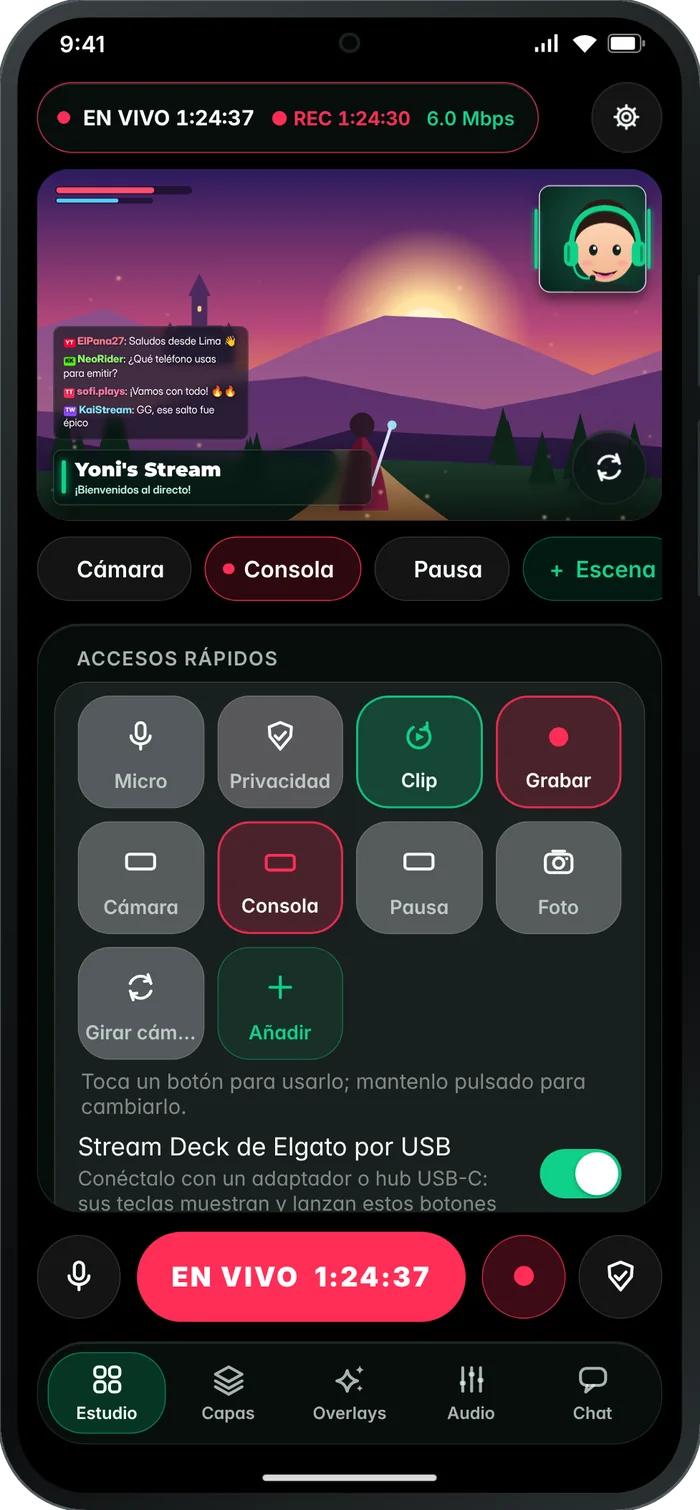 9:41
EN VIVO 1:24:37 REC 1:24:30 6.0 Mbps
YT ElPana27: Saludos desde Lima 👋
NeoRider: ¿Qué teléfono usas
para emitir?
TT sofi.plays: ¡Vamos con todo! 🔥🔥
TW KaiStream: GG, ese salto fue
épico
Yoni's Stream
¡Bienvenidos al directo!
Cámara Consola Pausa + Escena
ACCESOS RÁPIDOS
Micro Privacidad Clip Grabar
Cámara Consola Pausa Foto
Girar cám... Añadir
Toca un botón para usarlo; mantenlo pulsado para
cambiarlo.
Stream Deck de Elgato por USB
Conéctalo con un adaptador o hub USB-C:
sus teclas muestran y lanzan estos botones
EN VIVO 1:24:37
Estudio Capas Overlays Audio Chat